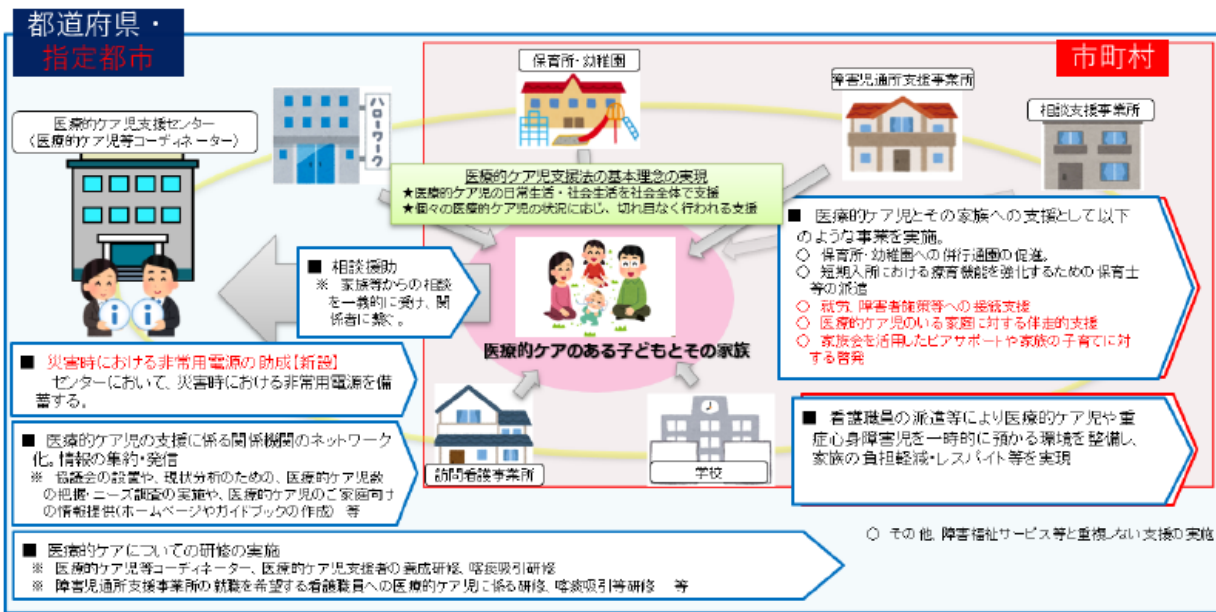 都道府県・
指定都市
市町村
医療的ケア児支援センター
（医療的ケア児等コーディネーター）
ハローワーク
保育所・幼稚園
障害児通所支援事業所
相談支援事業所
医療的ケア児支援法の基本理念の実現
★医療的ケア児の日常生活・社会生活を社会全体で支援
★個々の医療的ケア児の状況に応じ、切れ目なく行われる支援
■ 相談援助
※ 家族等からの相談
を一義的に受け、関
係者に繋ぐ。
医療的ケアのある子どもとその家族
■ 医療的ケア児とその家族への支援として以下
のような事業を実施。
○ 保育所・幼稚園への併行通園の促進。
○ 短期入所における療育機能を強化するための保育士
等の派遣
○ 就労、障害者施策等への接続支援
○ 医療的ケア児のいる家庭に対する伴走的支援
○ 家族会を活用したピアサポートや家族の子育てに対
する啓発
■ 災害時における非常用電源の助成【新設】
センターにおいて、災害時における非常用電源を備
蓄する。
■ 医療的ケア児の支援に係る関係機関のネットワーク
化。情報の集約・発信
※ 協議会の設置や、現状分析のための、医療的ケア児数
の把握・ニーズ調査の実施や、医療的ケア児のご家庭向け
の情報提供(ホームページやガイドブックの作成) 等
訪問看護事業所
学校
■ 看護職員の派遣等により医療的ケア児や重
症心身障害児を一時的に預かる環境を整備し、
家族の負担軽減・レスパイト等を実現
○ その他、障害福祉サービス等と重複しない支援の実施
■ 医療的ケアについての研修の実施
※ 医療的ケア児等コーディネーター、医療的ケア児支援者の養成研修、喀痰吸引研修
※ 障害児通所支援事業所の就職を希望する看護職員への医療的ケア児に係る研修、喀痰吸引等研修 等